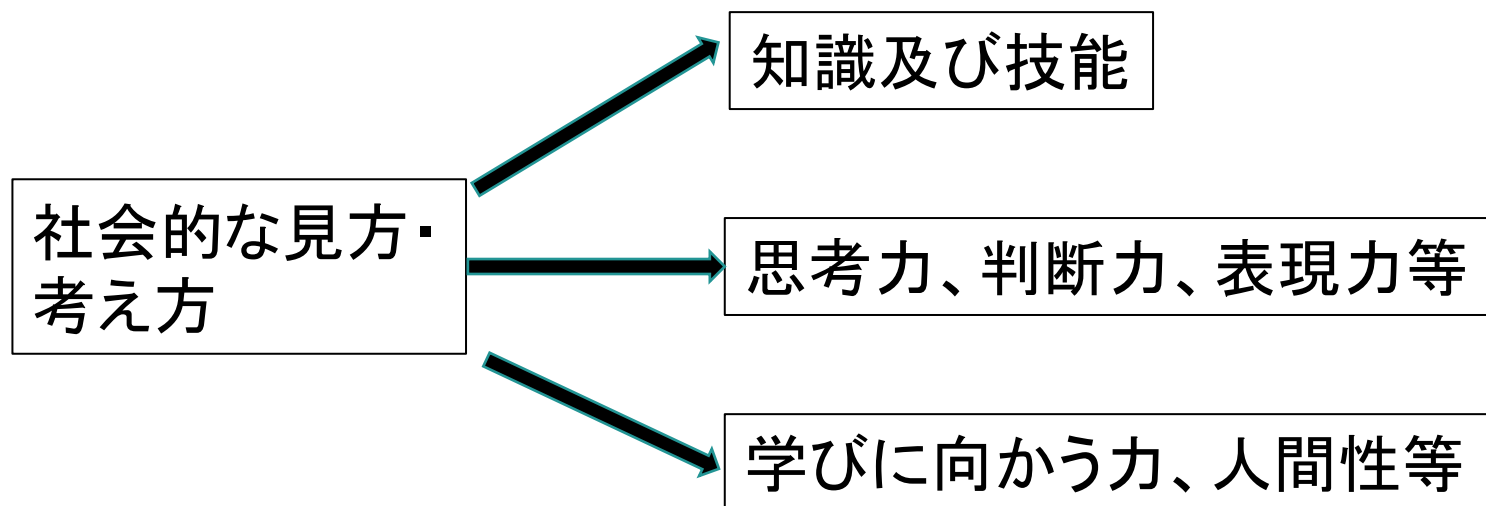 知識及び技能
社会的な見方・
考え方
思考力、判断力、表現力等
学びに向かう力、人間性等